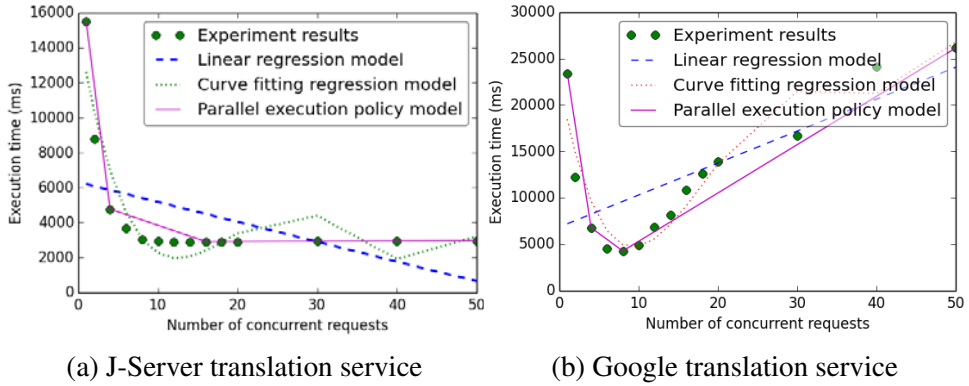 16000
14000
12000
10000
8000
6000
4000
2000
0
Execution time (ms)
Experiment results
Linear regression model
Curve fitting regression model
Parallel execution policy model
0 10 20 30 40 50
Number of concurrent requests
(a) J-Server translation service
30000
25000
20000
15000
10000
5000
0
Execution time (ms)
Experiment results
Linear regression model
Curve fitting regression model
Parallel execution policy model
0 10 20 30 40 50
Number of concurrent requests
(b) Google translation service